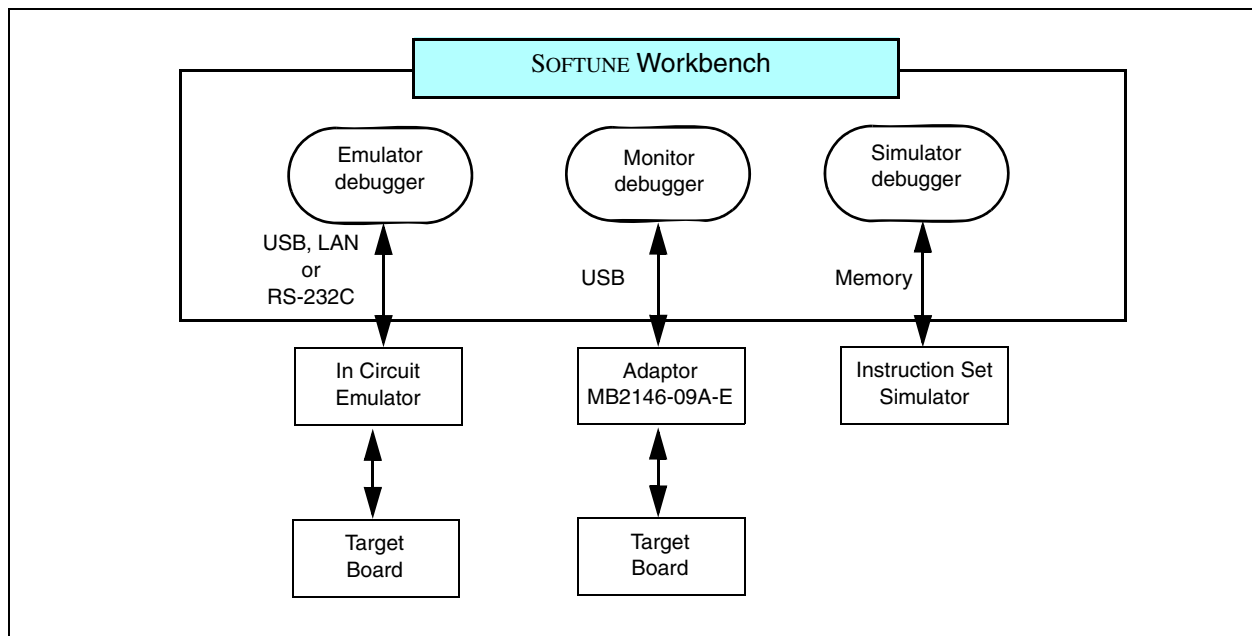 SOFTUNE Workbench
Emulator
debugger
Monitor
debugger
Simulator
debugger
USB, LAN
or
RS-232C
USB
Memory
In Circuit
Emulator
Adaptor
MB2146-09A-E
Instruction Set
Simulator
Target
Board
Target
Board